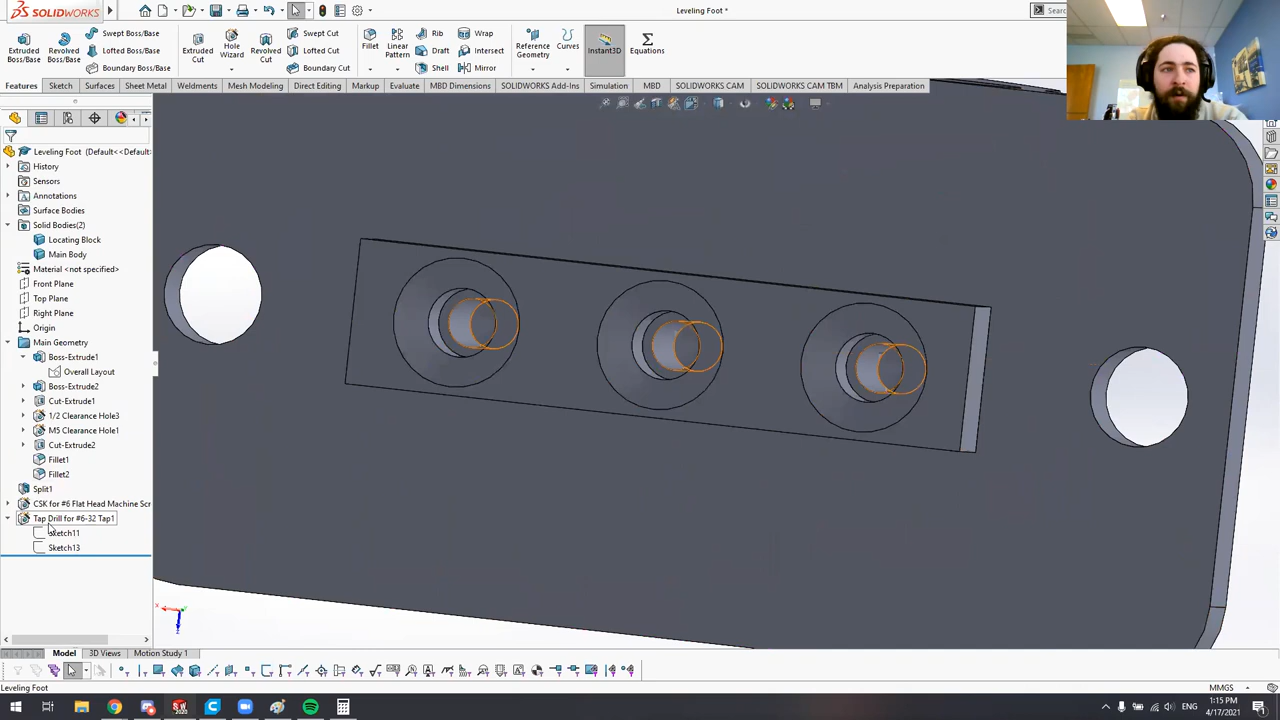 SOLIDWORKS
Leveling Foot *
Sear
Extruded Boss/Base
Revolved Boss/Base
Swept Boss/Base
Lofted Boss/Base
Boundary Boss/Base
Extruded Cut
Hole Wizard
Revolved Cut
Swept Cut
Lofted Cut
Boundary Cut
Fillet
Linear Pattern
Rib
Draft
Shell
Wrap
Intersect
Mirror
Reference Geometry
Curves
Instant3D
Equations
Features
Sketch
Surfaces
Sheet Metal
Weldments
Mesh Modeling
Direct Editing
Markup
Evaluate
MBD Dimensions
SOLIDWORKS Add-Ins
Simulation
MBD
SOLIDWORKS CAM
SOLIDWORKS CAM TBM
Analysis Preparation
Leveling Foot (Default<<Default
History
Sensors
Annotations
Surface Bodies
Solid Bodies(2)
Locating Block
Main Body
Material <not specified>
Front Plane
Top Plane
Right Plane
Origin
Main Geometry
Boss-Extrude1
Overall Layout
Boss-Extrude2
Cut-Extrude1
1/2 Clearance Hole3
M5 Clearance Hole1
Cut-Extrude2
Fillet1
Fillet2
Split1
CSK for #6 Flat Head Machine Scr
Tap Drill for #6-32 Tap1
Sketch11
Sketch13
Model
3D Views
Motion Study 1
Leveling Foot
MMGS
ENG
1:15 PM
4/17/2021